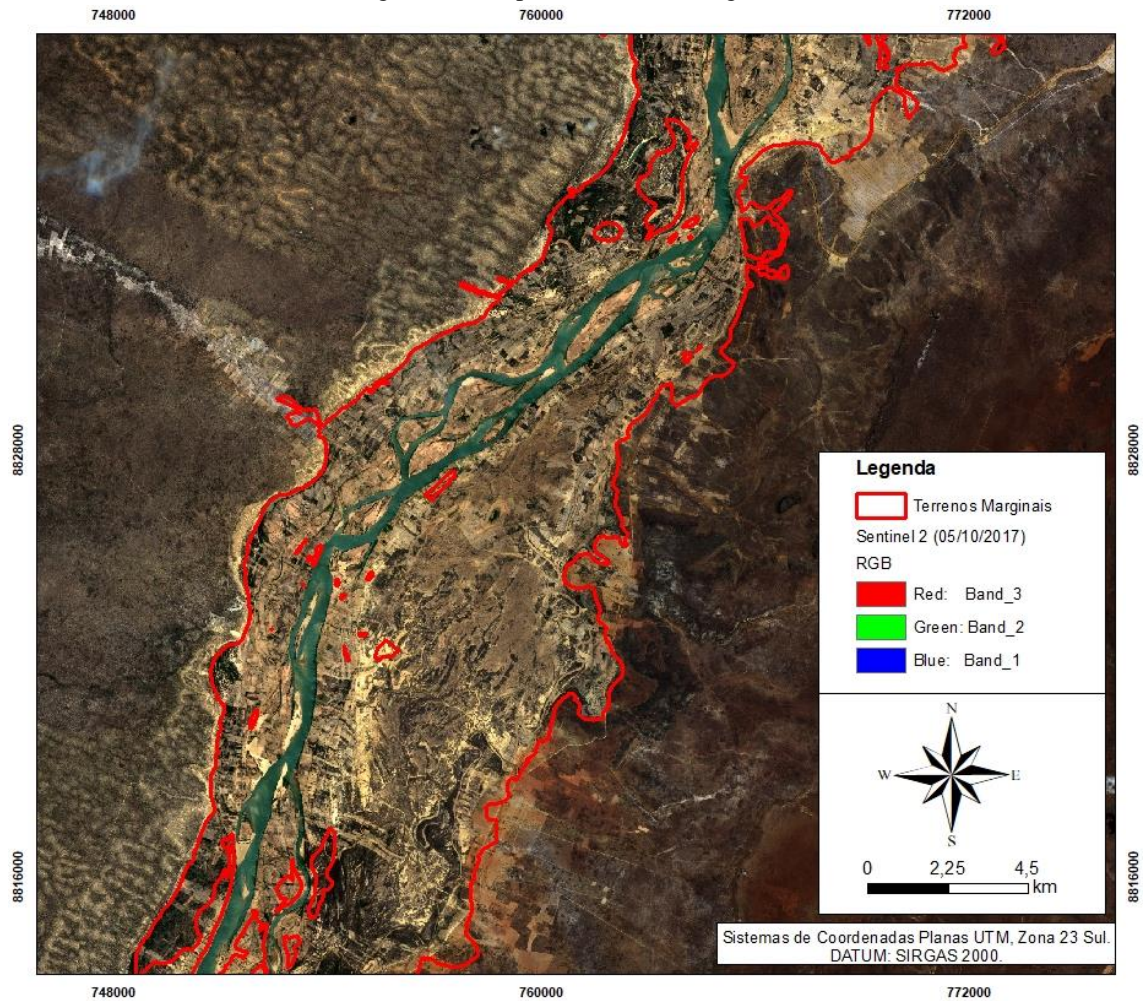 748000
760000
772000
8828000
8828000
Legenda
Terrenos Marginais
Sentinel 2 (05/10/2017)
RGB
Red: Band_3
Green: Band_2
Blue: Band_1
N
W
E
S
0
2,25
4,5
km
8816000
8816000
Sistemas de Coordenadas Planas UTM, Zona 23 Sul.
DATUM: SIRGAS 2000.
748000
760000
772000